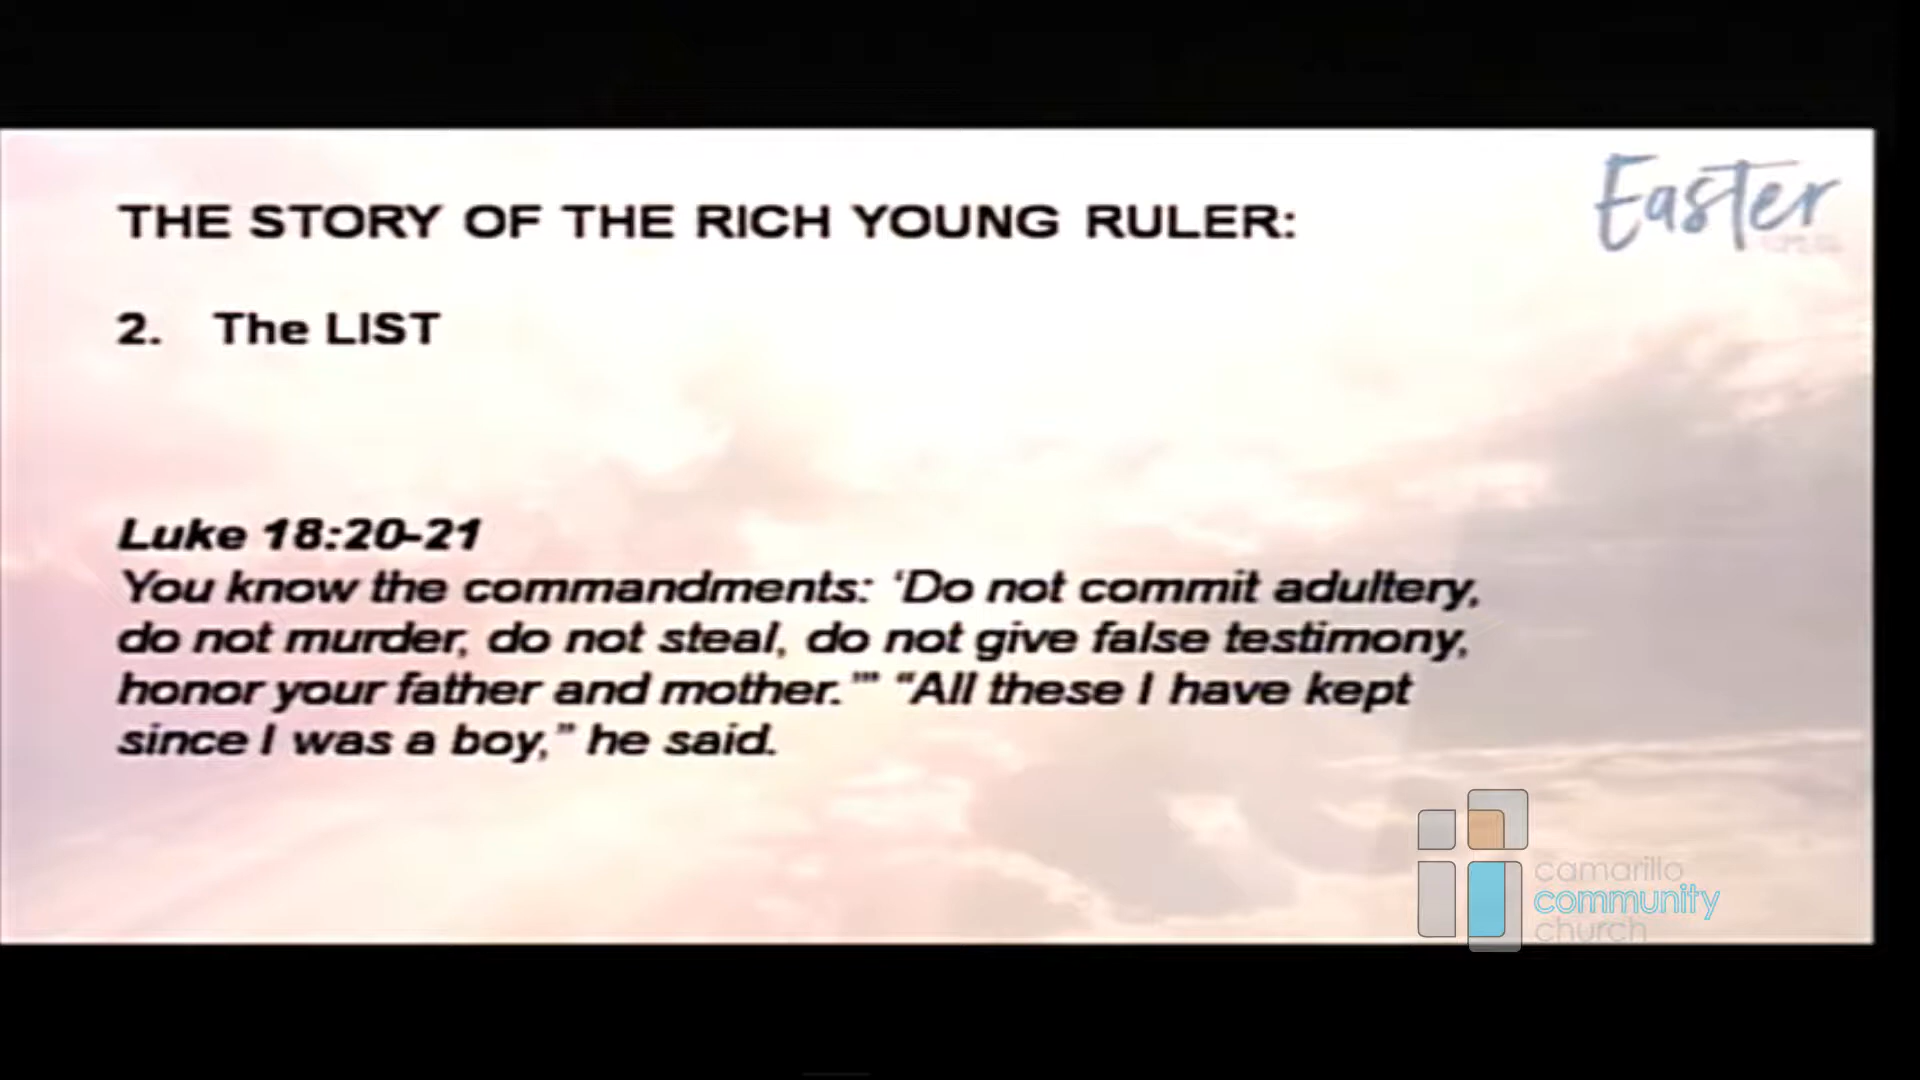 Easter
THE STORY OF THE RICH YOUNG RULER:
2. The LIST
Luke 18:20-21
You know the commandments: ‘Do not commit adultery,
do not murder, do not steal, do not give false testimony,
honor your father and mother.’” “All these I have kept
since I was a boy,” he said.
camarillo
community
church